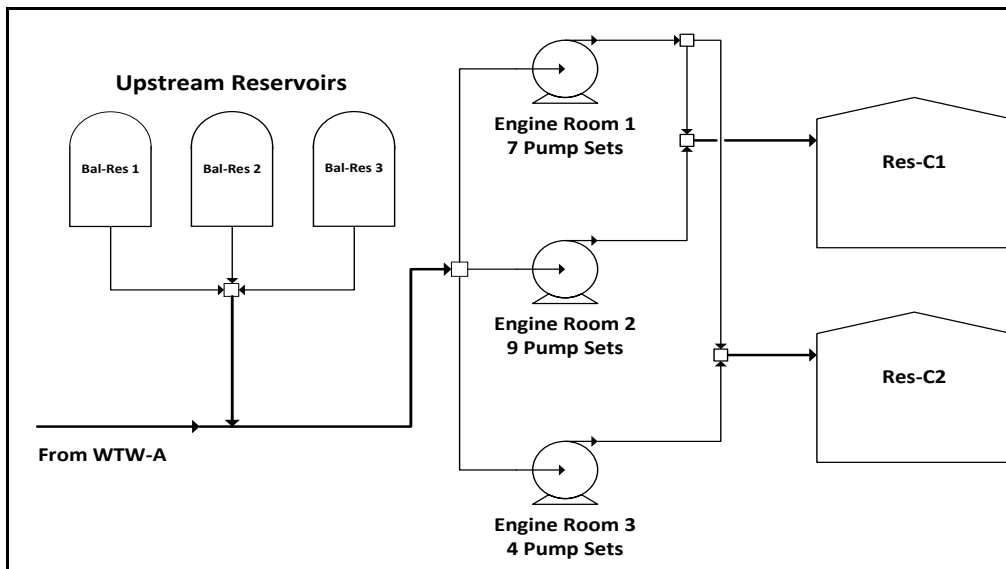 Upstream Reservoirs
Bal-Res 1
Bal-Res 2
Bal-Res 3
From WTW-A
Engine Room 1
7 Pump Sets
Engine Room 2
9 Pump Sets
Engine Room 3
4 Pump Sets
Res-C1
Res-C2